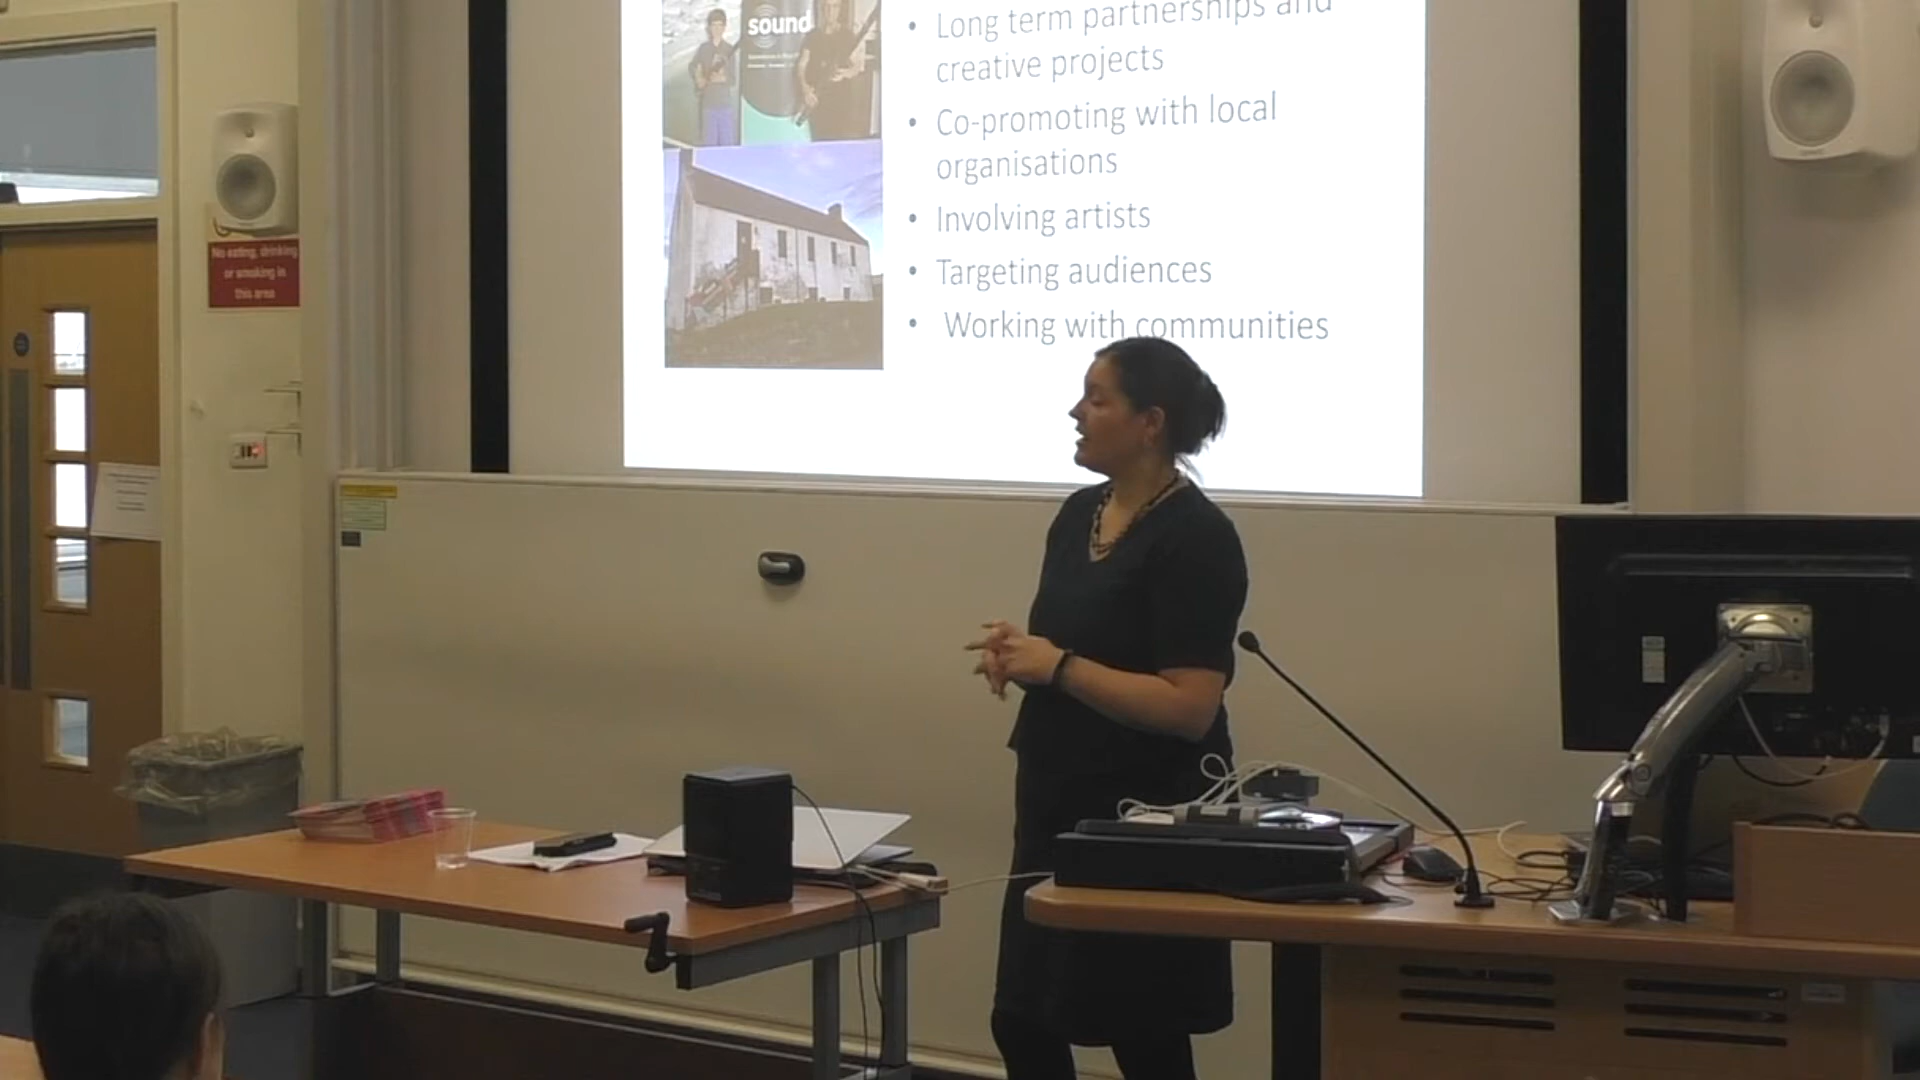 sound
• Long term partnerships and
creative projects
• Co-promoting with local
organisations
• Involving artists
• Targeting audiences
• Working with communities
No eating, drinking
or smoking in
this area